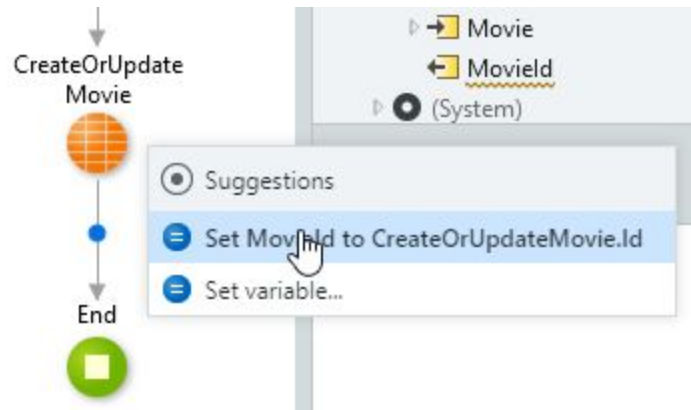 CreateOrUpdate
Movie
Movie
MovieId
(System)
Suggestions
Set MovieId to CreateOrUpdateMovie.Id
Set variable...
End